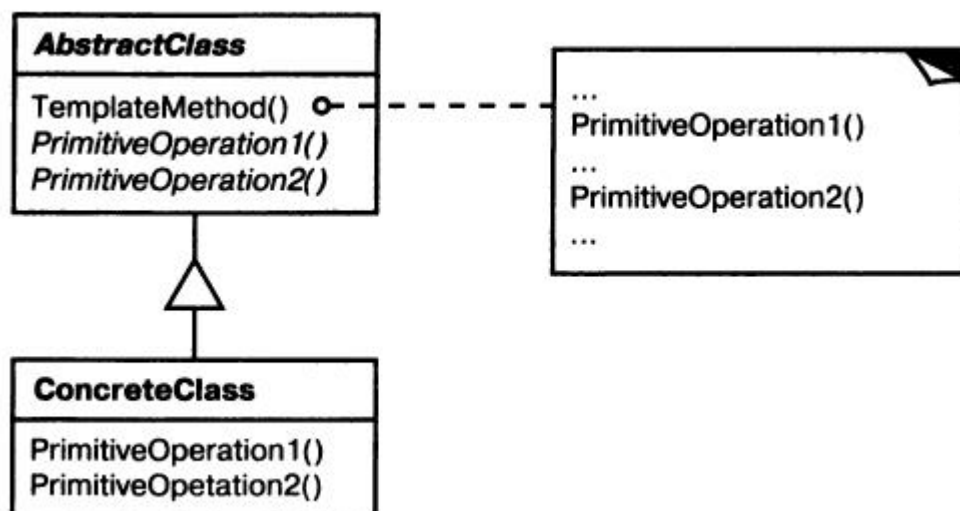 AbstractClass
TemplateMethod()
PrimitiveOperation1()
PrimitiveOperation2()
...
PrimitiveOperation1()
...
PrimitiveOperation2()
...
ConcreteClass
PrimitiveOperation1()
PrimitiveOpetation2()